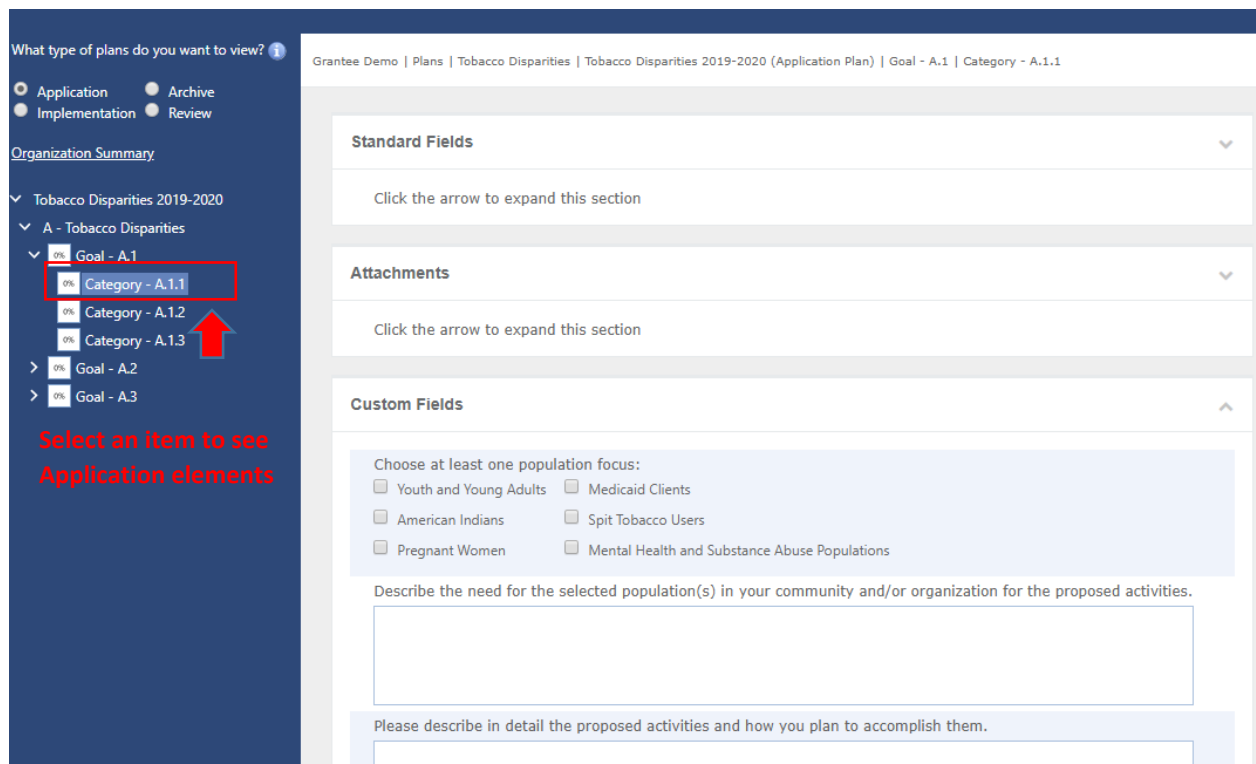 What type of plans do you want to view?
Application Archive
Implementation Review
Organization Summary
Tobacco Disparities 2019-2020
A - Tobacco Disparities
0% Goal - A.1
0% Category - A.1.1
0% Category - A.1.2
0% Category - A.1.3
0% Goal - A.2
0% Goal - A.3
Select an item to see
Application elements
Grantee Demo | Plans | Tobacco Disparities | Tobacco Disparities 2019-2020 (Application Plan) | Goal - A.1 | Category - A.1.1
Standard Fields
Click the arrow to expand this section
Attachments
Click the arrow to expand this section
Custom Fields
Choose at least one population focus:
Youth and Young Adults Medicaid Clients
American Indians Spit Tobacco Users
Pregnant Women Mental Health and Substance Abuse Populations
Describe the need for the selected population(s) in your community and/or organization for the proposed activities.
Please describe in detail the proposed activities and how you plan to accomplish them.